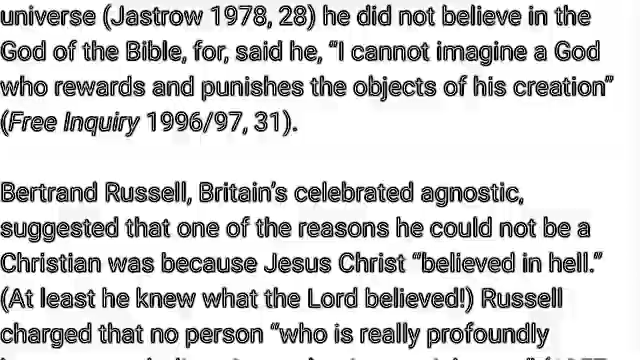 universe (Jastrow 1978, 28) he did not believe in the
God of the Bible, for, said he, “I cannot imagine a God
who rewards and punishes the objects of his creation”
(Free Inquiry 1996/97, 31).
Bertrand Russell, Britain’s celebrated agnostic,
suggested that one of the reasons he could not be a
Christian was because Jesus Christ “believed in hell.”
(At least he knew what the Lord believed!) Russell
charged that no person “who is really profoundly